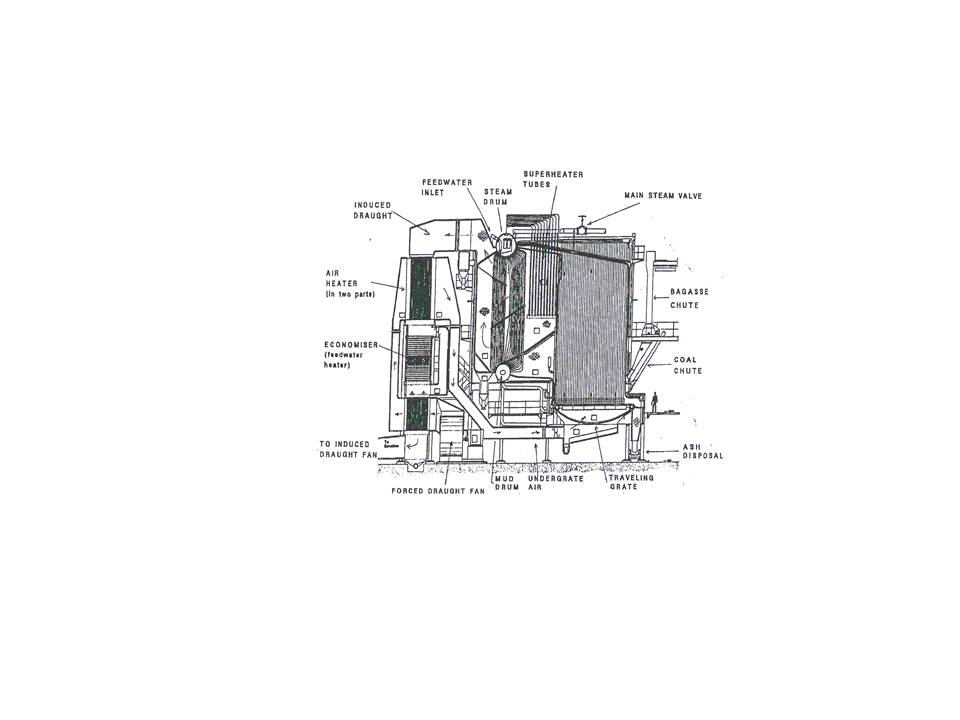 SUPERHEATER
TUBES
FEEDWATER
INLET
STEAM
DRUM
MAIN STEAM VALVE
INDUCED
DRAUGHT
AIR
HEATER
(in two parts)
BAGASSE
CHUTE
ECONOMISER
(feedwater
heater)
COAL
CHUTE
TO INDUCED
DRAUGHT FAN
ASH
DISPOSAL
MUD
DRUM
UNDERGRATE
AIR
TRAVELING
GRATE
FORCED DRAUGHT FAN